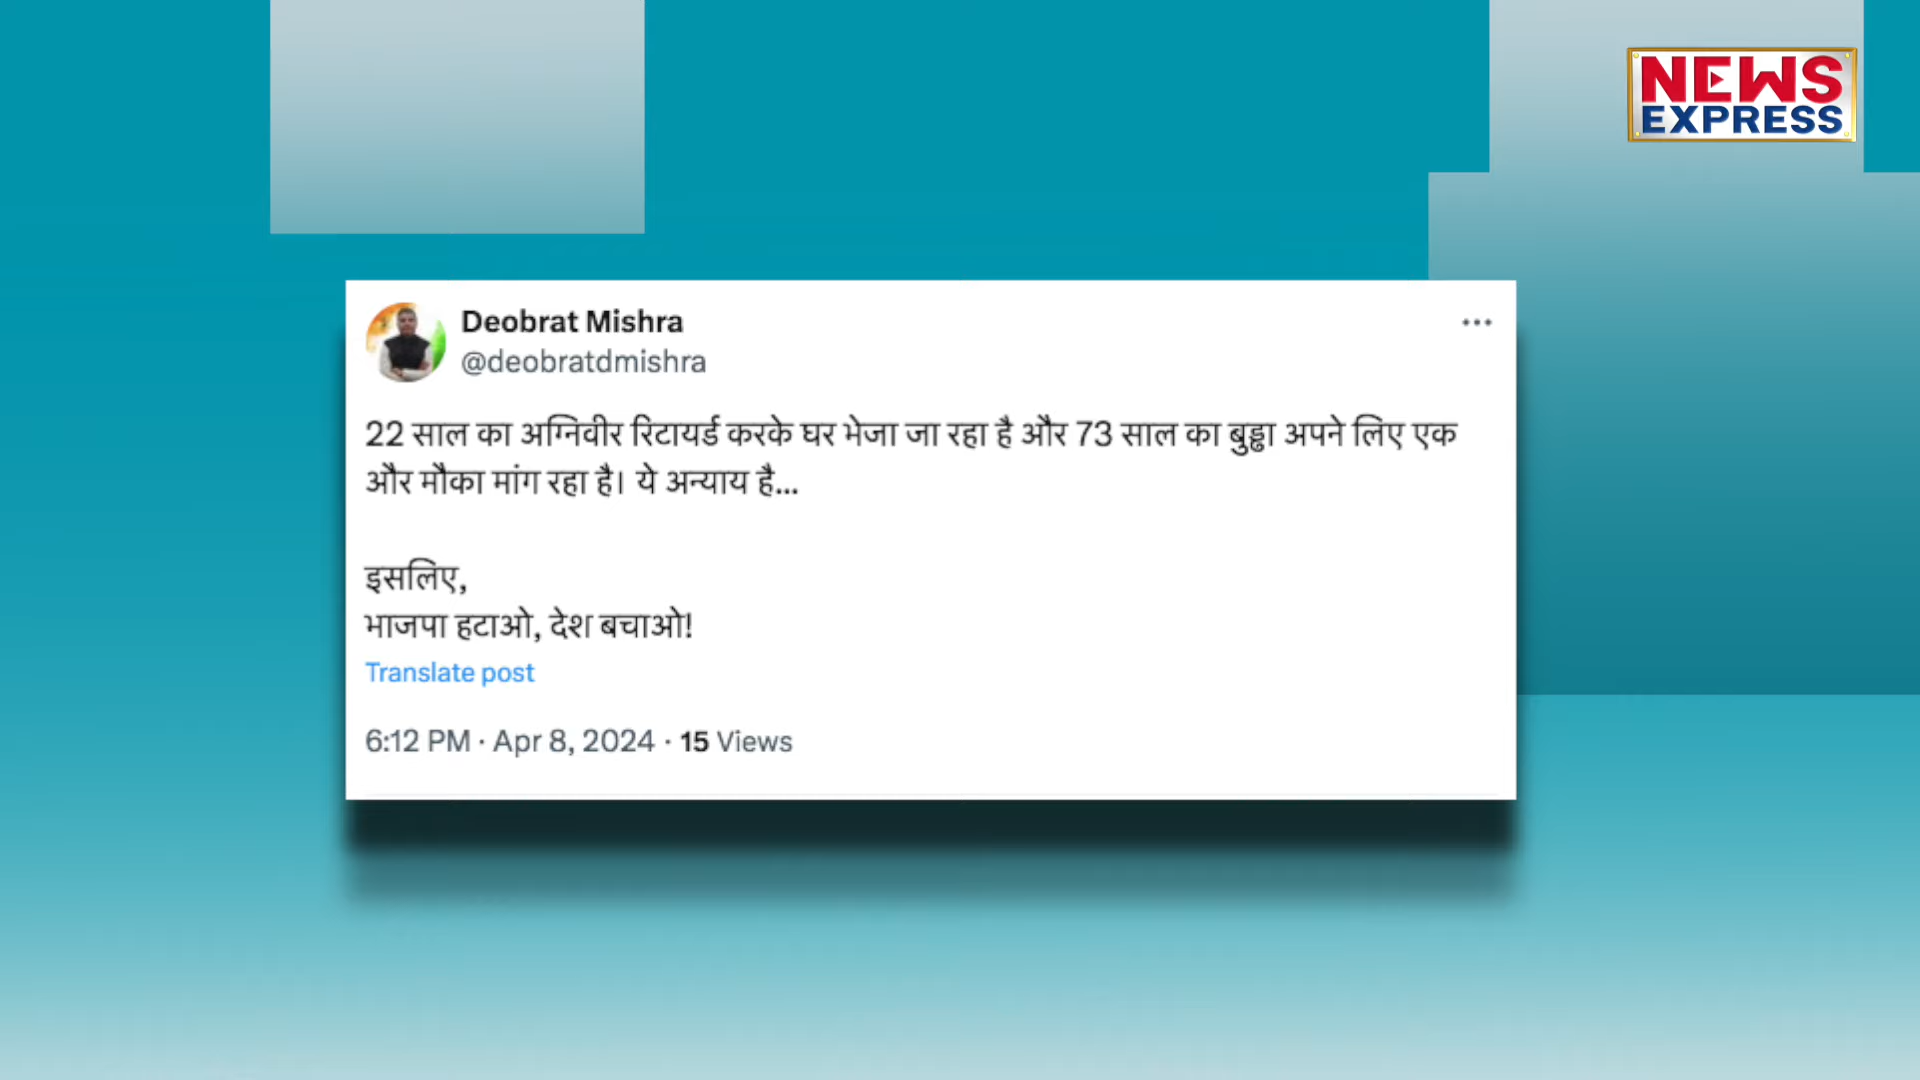 NEWS
EXPRESS
Deobrat Mishra
@deobratdmishra
22 साल का अग्निवीर रिटायर्ड करके घर भेजा जा रहा है और 73 साल का बुड्ढा अपने लिए एक
और मौका मांग रहा है। ये अन्याय है...
इसलिए,
भाजपा हटाओ, देश बचाओ!
Translate post
6:12 PM · Apr 8, 2024 · 15 Views